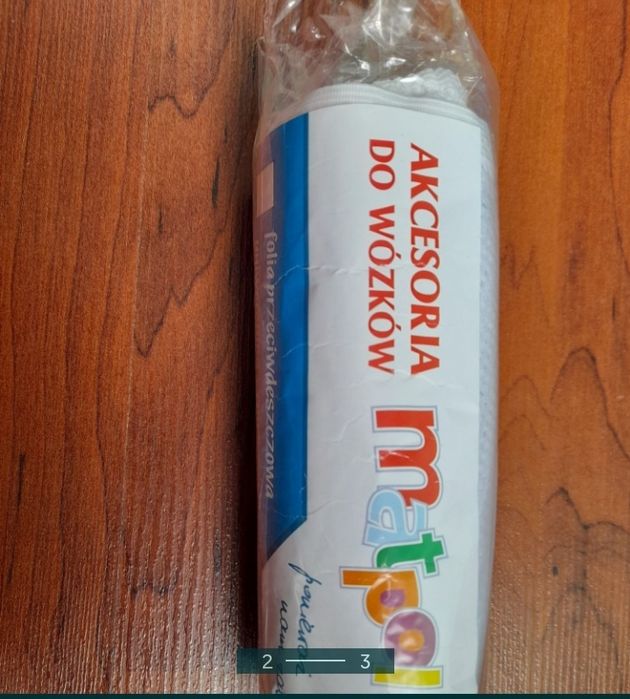 AKCESORIA
DO WÓZKÓW
matpol
folia przeciwdeszczowa
2 3